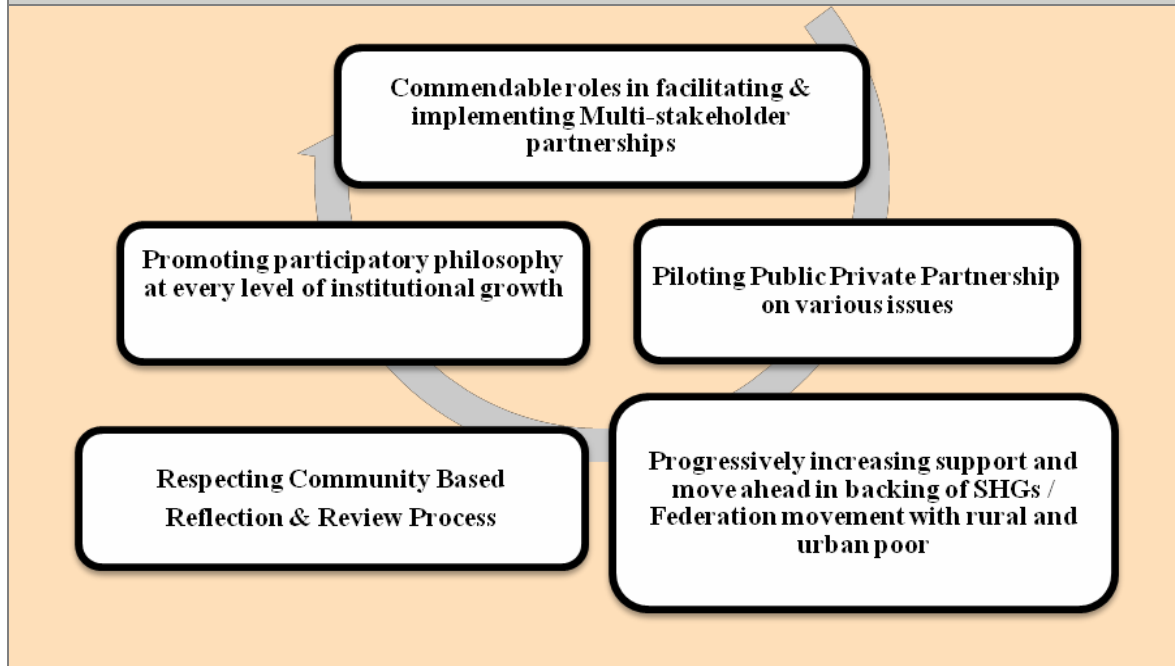 Commendable roles in facilitating &
implementing Multi-stakeholder
partnerships
Promoting participatory philosophy
at every level of institutional growth
Piloting Public Private Partnership
on various issues
Respecting Community Based
Reflection & Review Process
Progressively increasing support and
move ahead in backing of SHGs /
Federation movement with rural and
urban poor